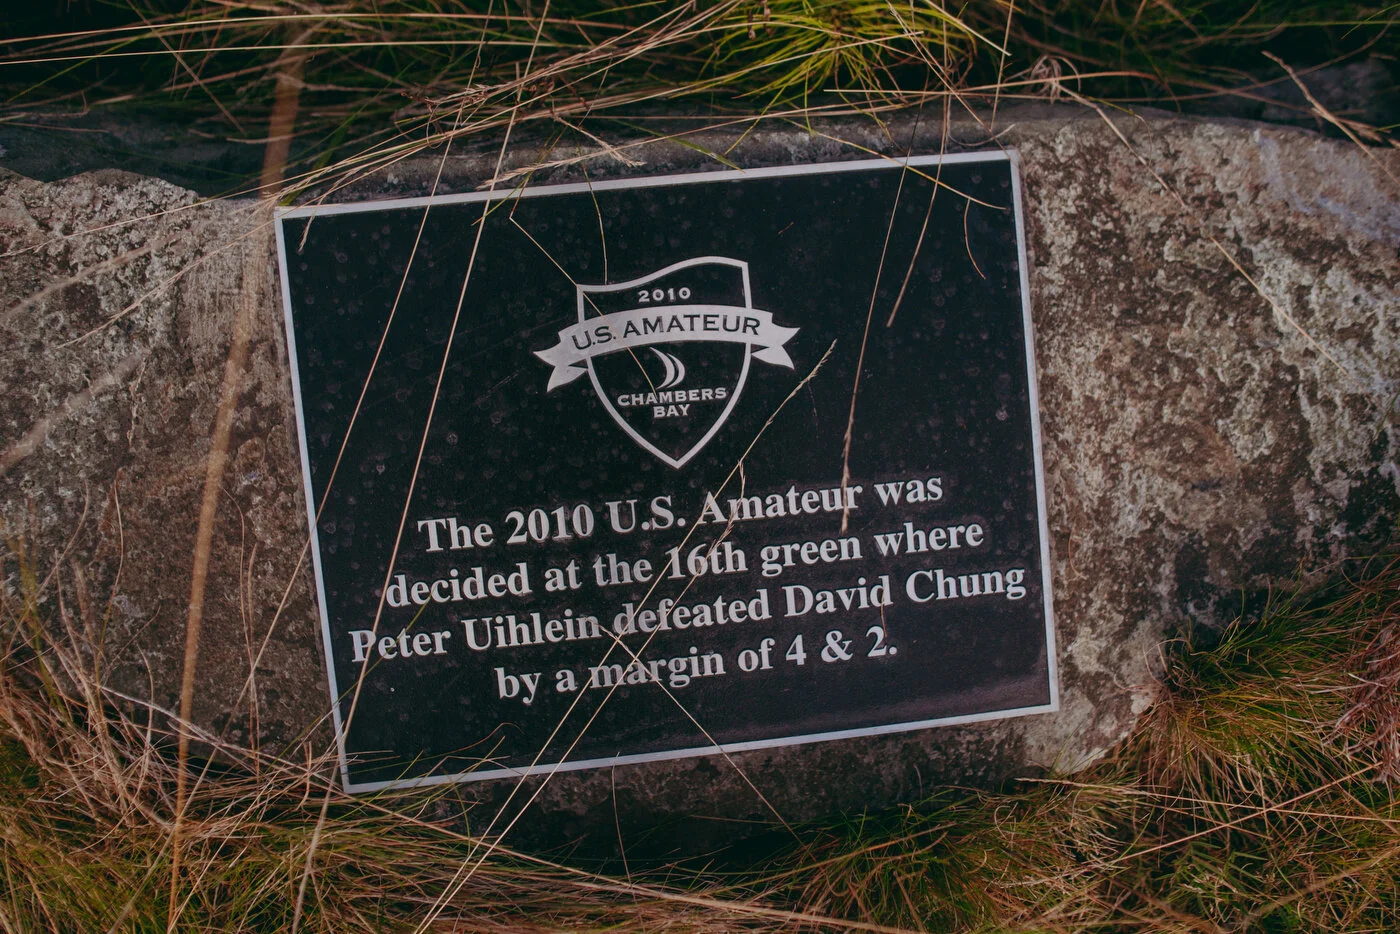 2010
U.S. AMATEUR
CHAMBERS
BAY
The 2010 U.S. Amateur was
decided at the 16th green where
Peter Uihlein defeated David Chung
by a margin of 4 & 2.